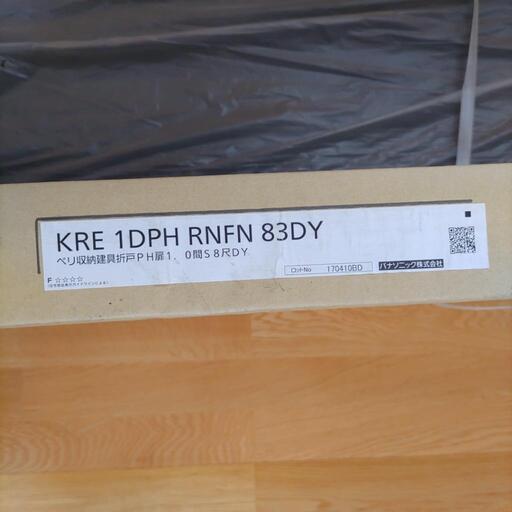 KRE 1DPH RNFN 83DY
ベリ収納建具折戸PH扉1．0間S8尺DY
F☆☆☆☆
ロットNo 170410BD
パナソニック株式会社